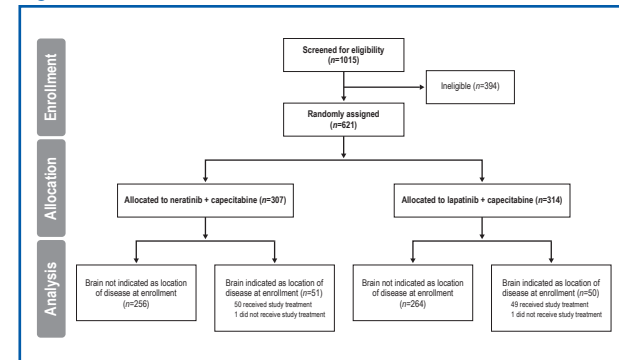 Enrollment
Screened for eligibility
(n=1015)
Ineligible (n=394)
Randomly assigned
(n=621)
Allocation
Allocated to neratinib + capecitabine (n=307)
Allocated to lapatinib + capecitabine (n=314)
Analysis
Brain not indicated as location
of disease at enrollment
(n=256)
Brain indicated as location of
disease at enrollment (n=51)
50 received study treatment
1 did not receive study treatment
Brain not indicated as location
of disease at enrollment
(n=264)
Brain indicated as location of
disease at enrollment (n=50)
49 received study treatment
1 did not receive study treatment